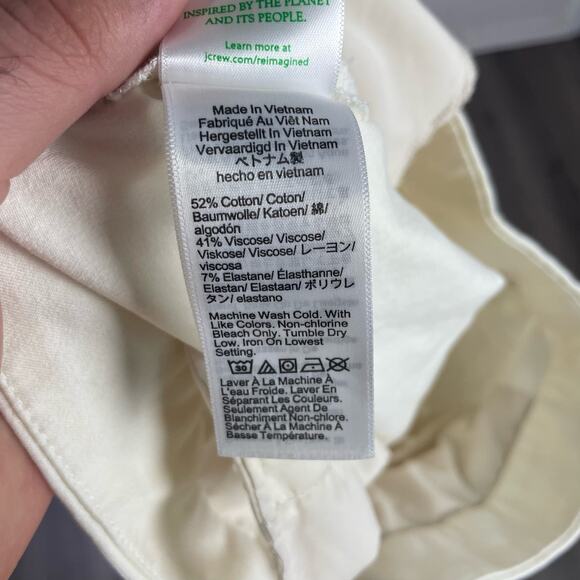 INSPIRED BY THE PLANET
AND ITS PEOPLE.
Learn more at
jcrew.com/reimagined
Made In Vietnam
Fabriqué Au Viêt Nam
Hergestellt In Vietnam
Vervaardigd In Vietnam
ベトナム製
hecho en vietnam
52% Cotton/ Coton/
Baumwolle/ Katoen/ 綿/
algodón
41% Viscose/ Viscose/
Viskose/ Viscose/ レーヨン/
viscosa
7% Elastane/ Élasthanne/
Elastan/ Elastaan/ ポリウレ
タン/ elastano
Machine Wash Cold. With
Like Colors. Non-chlorine
Bleach Only. Tumble Dry
Low. Iron On Lowest
Setting.
30
Laver À La Machine À
L'eau Froide. Laver En
Séparant Les Couleurs.
Seulement Agent De
Blanchiment Non-chlore.
Sécher À La Machine À
Basse Température.